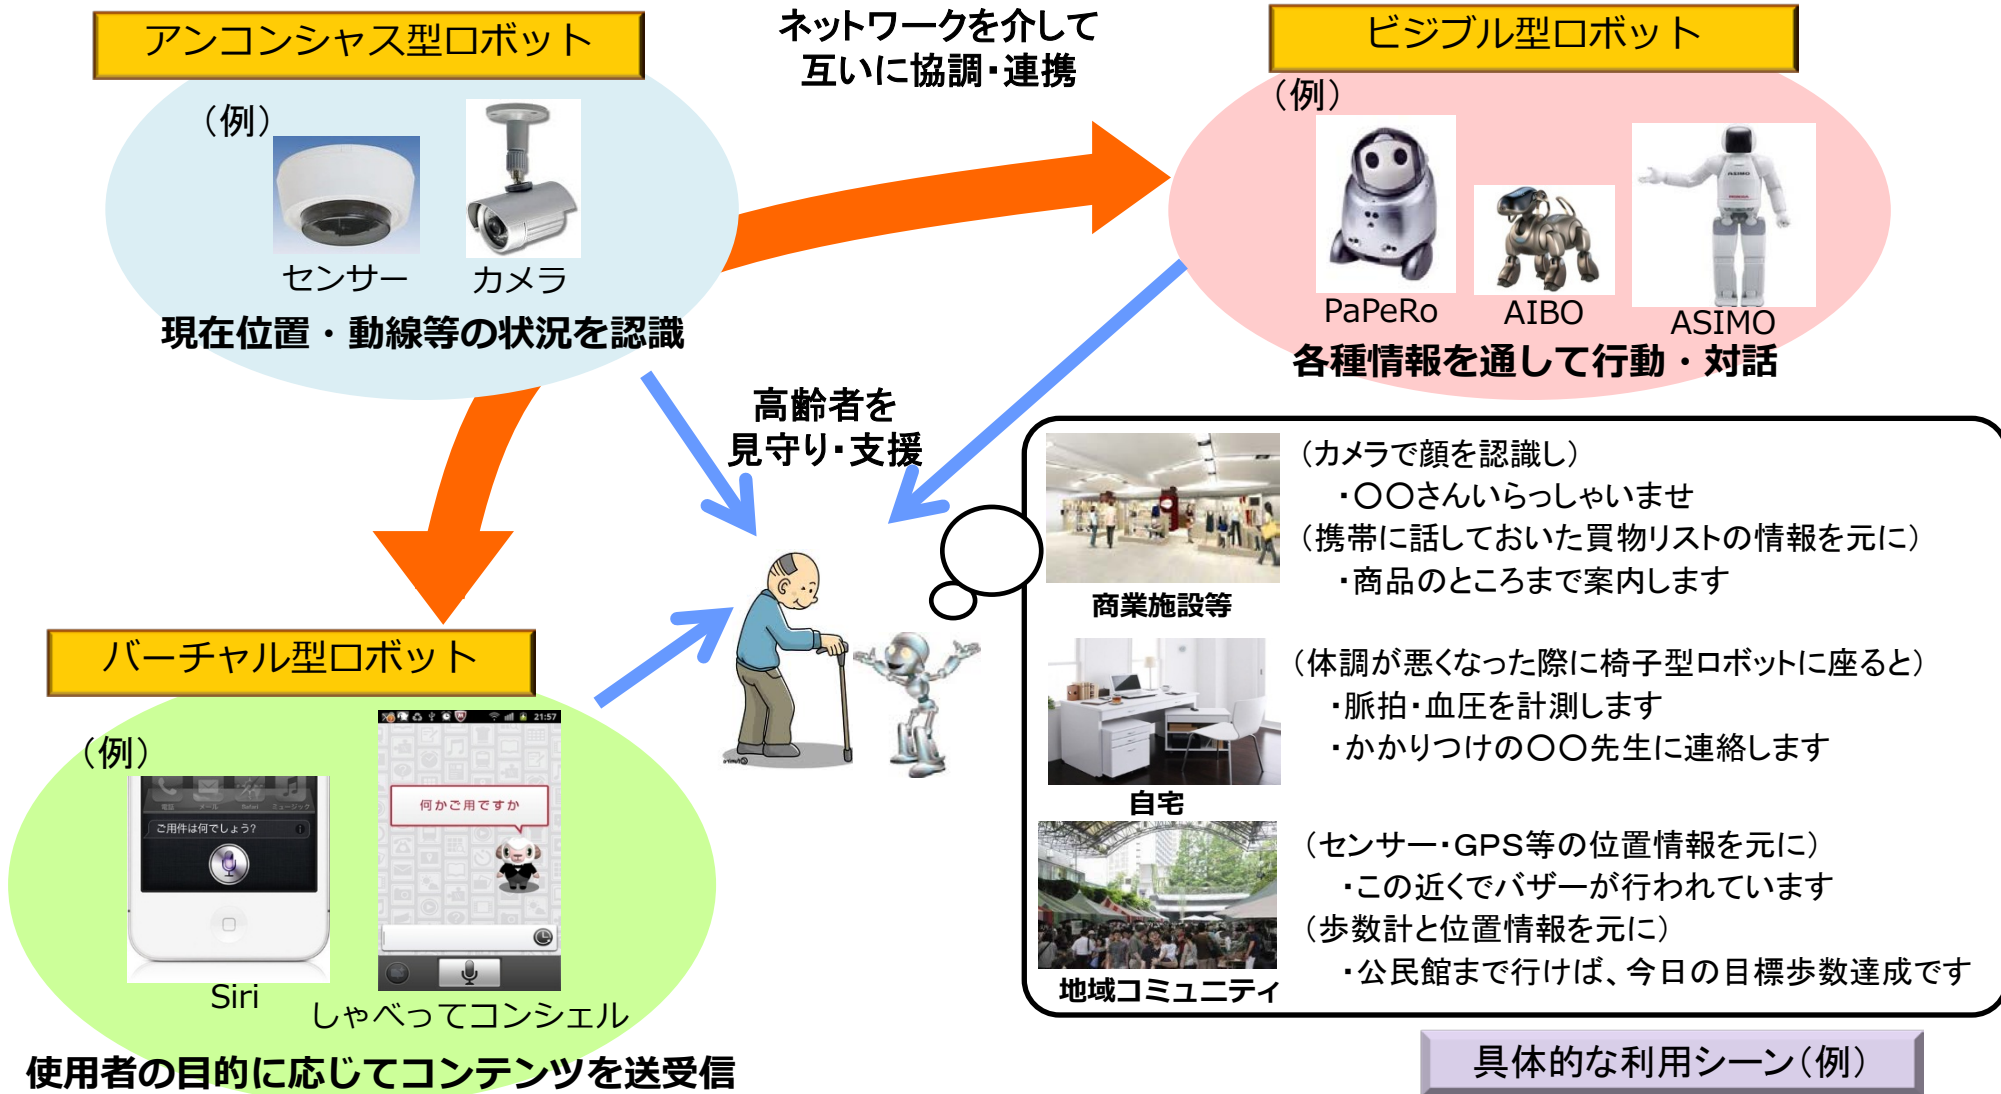 アンコンシャス型ロボット
（例）
センサー
カメラ
現在位置・動線等の状況を認識
ネットワークを介して
互いに協調・連携
ビジブル型ロボット
（例）
ASIMO
HONDA
PaPeRo
AIBO
ASIMO
各種情報を通して行動・対話
高齢者を
見守り・支援
バーチャル型ロボット
（例）
電話
メール
Safari
ミュージック
ご用件は何でしょう?
Siri
21:57
何かご用ですか
しゃべってコンシェル
使用者の目的に応じてコンテンツを送受信
商業施設等
（カメラで顔を認識し）
・〇〇さんいらっしゃいませ
（携帯に話しておいた買物リストの情報を元に）
・商品のところまで案内します
自宅
（体調が悪くなった際に椅子型ロボットに座ると）
・脈拍・血圧を計測します
・かかりつけの〇〇先生に連絡します
地域コミュニティ
（センサー・GPS等の位置情報を元に）
・この近くでバザーが行われています
（歩数計と位置情報を元に）
・公民館まで行けば、今日の目標歩数達成です
具体的な利用シーン（例）